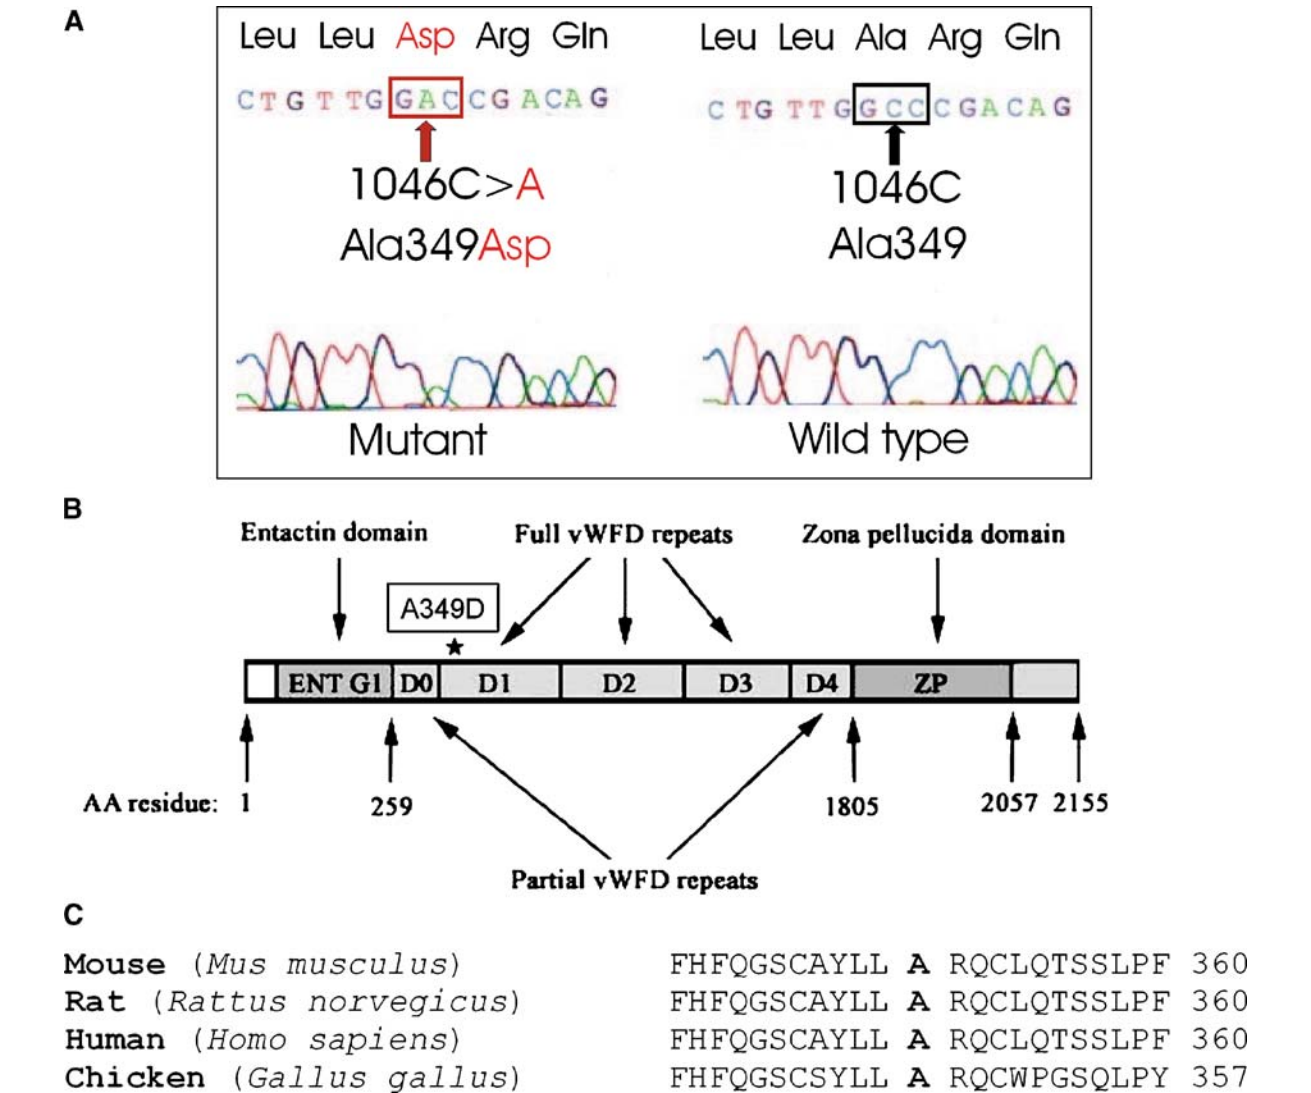 A
Leu Leu Asp Arg Gln
Leu Leu Ala Arg Gln
CTGTTGGACCGACAG
CTGTTGGCCCGACAG
1046C>A
1046C
Ala349Asp
Ala349
Mutant
Wild type
B
Entactin domain
Full vWFD repeats
Zona pellucida domain
A349D
ENT G1
D0
D1
D2
D3
D4
ZP
AA residue: 1
259
1805
2057
2155
Partial vWFD repeats
C
Mouse (Mus musculus) FHFQGSCAYLL A RQCLQTSSLPF 360
Rat (Rattus norvegicus) FHFQGSCAYLL A RQCLQTSSLPF 360
Human (Homo sapiens) FHFQGSCAYLL A RQCLQTSSLPF 360
Chicken (Gallus gallus) FHFQGSCSYLL A RQCWPGSQLPY 357